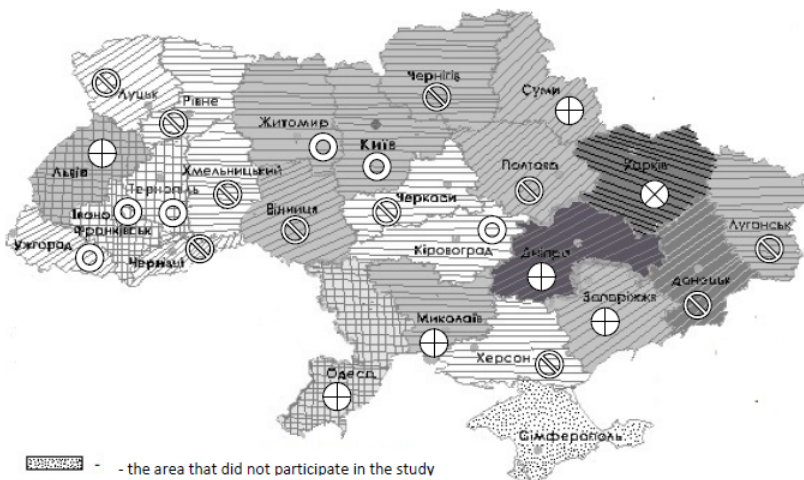 Чернігів
Луцьк
Рівне
Суми
Житомир
Київ
Харків
Львів
Тернопіль
Хмельницький
Полтава
Черкаси
Вінниця
Луганськ
Івано
Франківськ
Ужгород
Чернівці
Кіровоград
Дніпро
Донецьк
Запоріжжя
Миколаїв
Херсон
Одеса
Сімферополь
- - the area that did not participate in the study